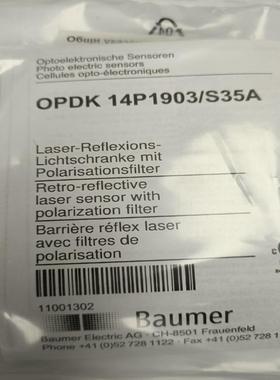 Optoelektronische Sensoren
Photo electric sensors
Cellules opto-électroniques
OPDK 14P1903/S35A
Laser-Reflexions-
Lichtschranke mit
Polarisationsfilter
Retro-reflective
laser sensor with
polarization filter
Barrière réflex laser
avec filtres de
polarisation
11001302
Baumer
Baumer Electric AG - CH-8501 Frauenfeld
Phone +41 (0)52 728 1122 - Fax +41 (0)52 728 11